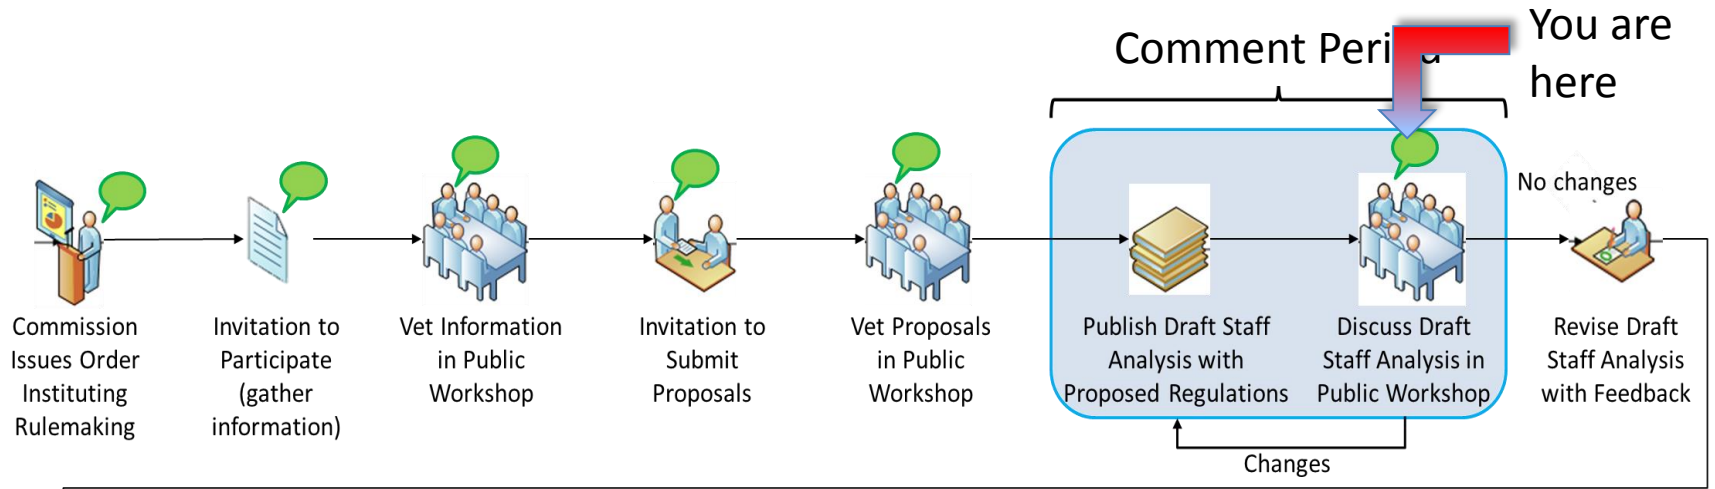 Comment Period
You are
here
No changes
Commission
Issues Order
Instituting
Rulemaking
Invitation to
Participate
(gather
information)
Vet Information
in Public
Workshop
Invitation to
Submit
Proposals
Vet Proposals
in Public
Workshop
Publish Draft Staff
Analysis with
Proposed Regulations
Discuss Draft
Staff Analysis in
Public Workshop
Revise Draft
Staff Analysis
with Feedback
Changes